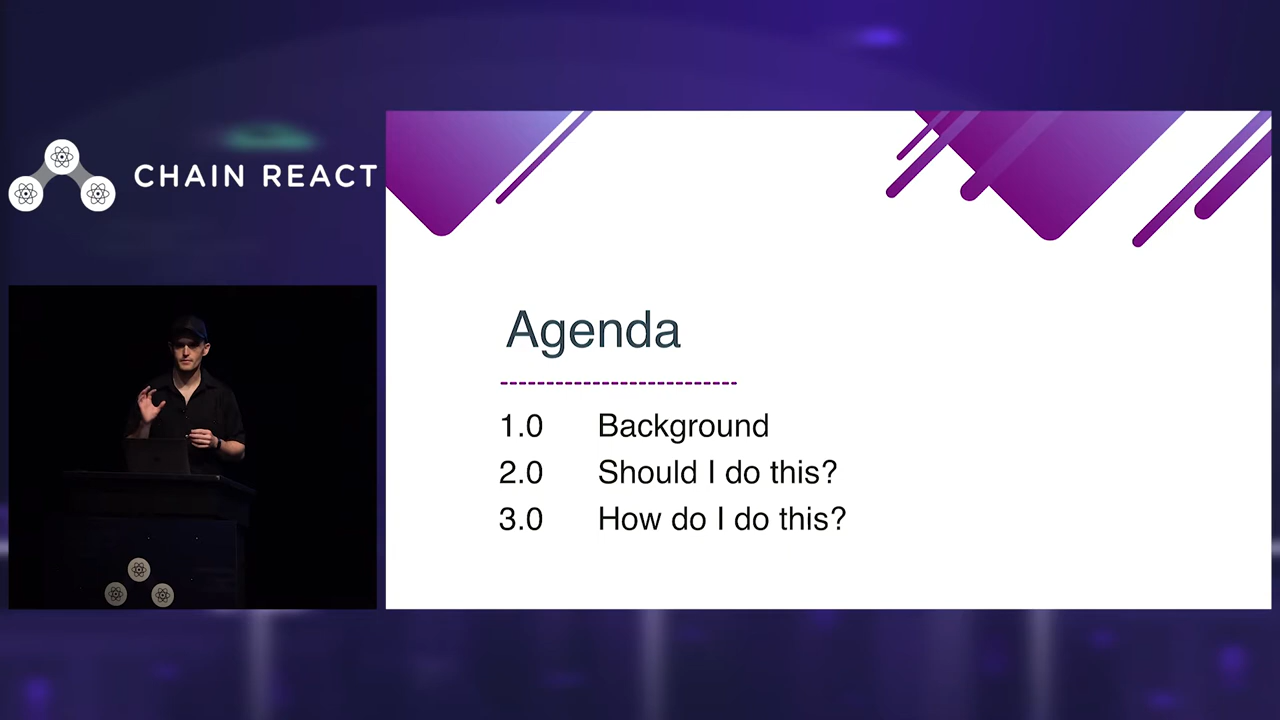 CHAIN REACT
Agenda
1.0 Background
2.0 Should I do this?
3.0 How do I do this?